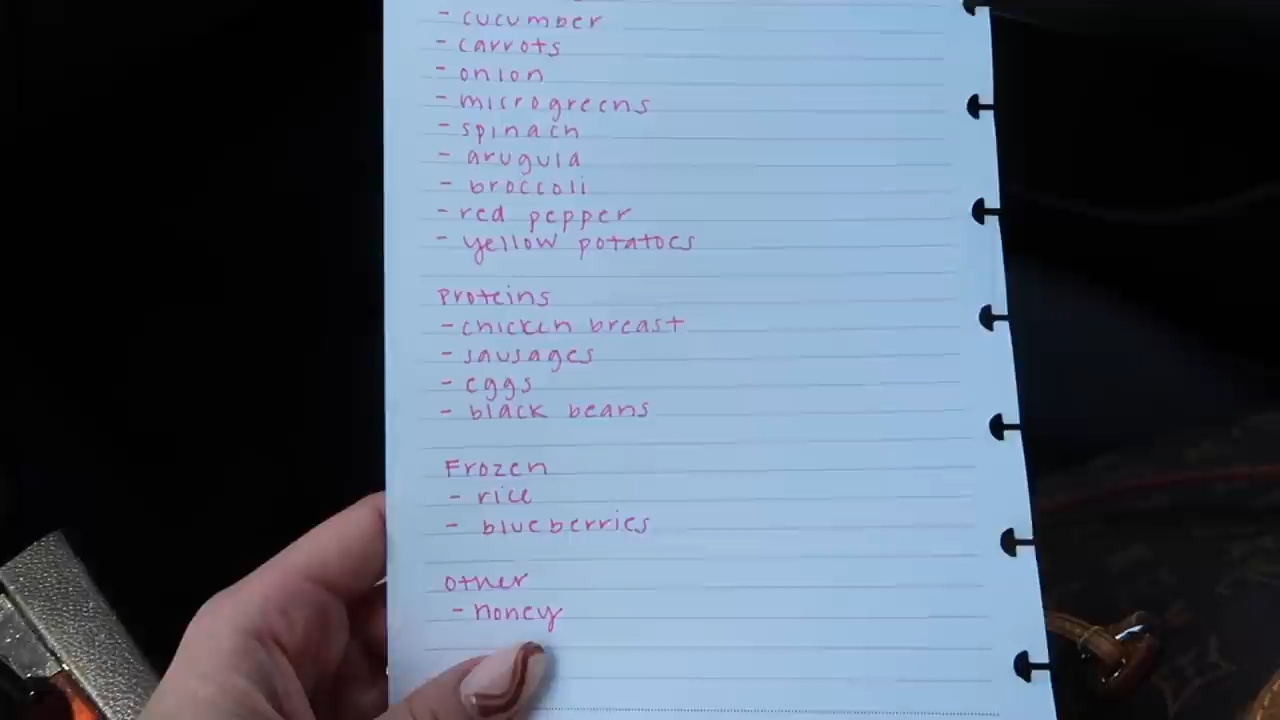 - cucumber
- carrots
- onion
- microgreens
- spinach
- arugula
- broccoli
- red pepper
- yellow potatoes
Proteins
- chicken breast
- sausages
- eggs
- black beans
Frozen
- rice
- blueberries
Other
- honey